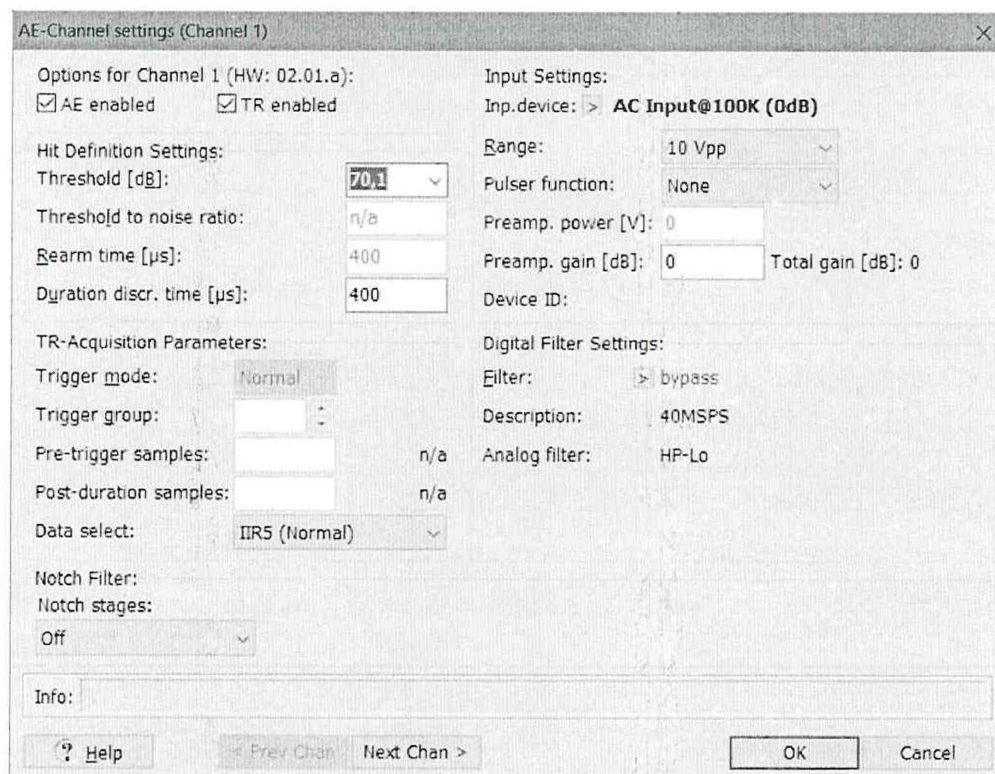 AE-Channel settings (Channel 1)
Options for Channel 1 (HW: 02.01.a):
AE enabled
TR enabled
Hit Definition Settings:
Threshold [dB]: 70,1
Threshold to noise ratio: n/a
Rearm time [µs]: 400
Duration discr. time [µs]: 400
TR-Acquisition Parameters:
Trigger mode: Normal
Trigger group:
Pre-trigger samples: n/a
Post-duration samples: n/a
Data select: IIR5 (Normal)
Notch Filter:
Notch stages:
Off
Input Settings:
Inp.device: > AC Input@100K (0dB)
Range: 10 Vpp
Pulser function: None
Preamp. power [V]: 0
Preamp. gain [dB]: 0 Total gain [dB]: 0
Device ID:
Digital Filter Settings:
Filter: > bypass
Description: 40MSPS
Analog filter: HP-Lo
Info:
? Help
< Prev Chan
Next Chan >
OK
Cancel